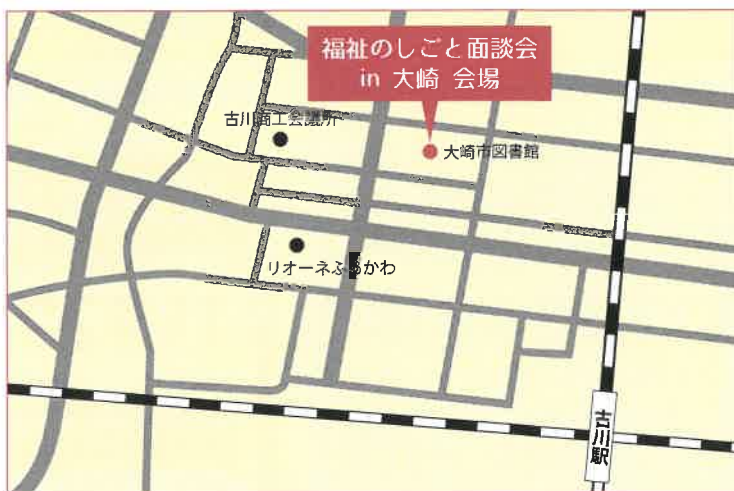 福祉のしごと面談会
in 大崎 会場
古川商工会議所
大崎市図書館
リオーネふるかわ
古川駅